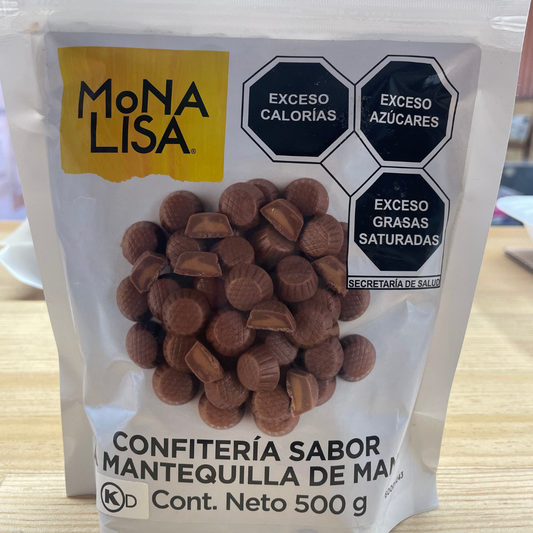 MoNA
LISA®
EXCESO
CALORÍAS
EXCESO
AZÚCARES
EXCESO
GRASAS
SATURADAS
SECRETARÍA DE SALUD
CONFITERÍA SABOR
A MANTEQUILLA DE MAN
K D Cont. Neto 500 g